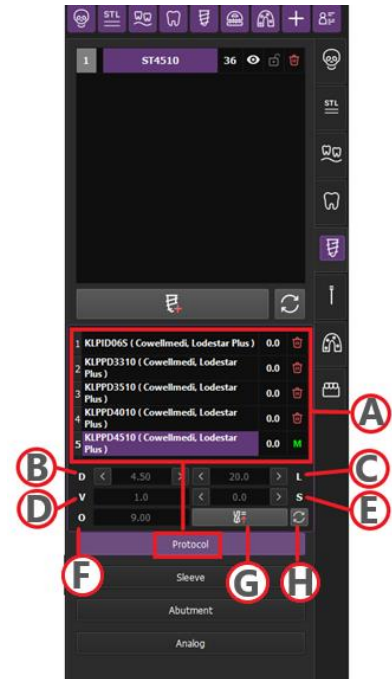 STL
1 ST4510 36
STL
1 KLPID06S ( Cowellmedi, Lodestar Plus ) 0.0
2 KLPPD3310 ( Cowellmedi, Lodestar
Plus ) 0.0
3 KLPPD3510 ( Cowellmedi, Lodestar
Plus ) 0.0
4 KLPPD4010 ( Cowellmedi, Lodestar
Plus ) 0.0
5 KLPPD4510 ( Cowellmedi, Lodestar
Plus ) 0.0 M
A
B D < 4.50 > < 20.0 > L C
D V 1.0 < 0.0 > S E
O 9.00
Protocol
F G H
Sleeve
Abutment
Analog